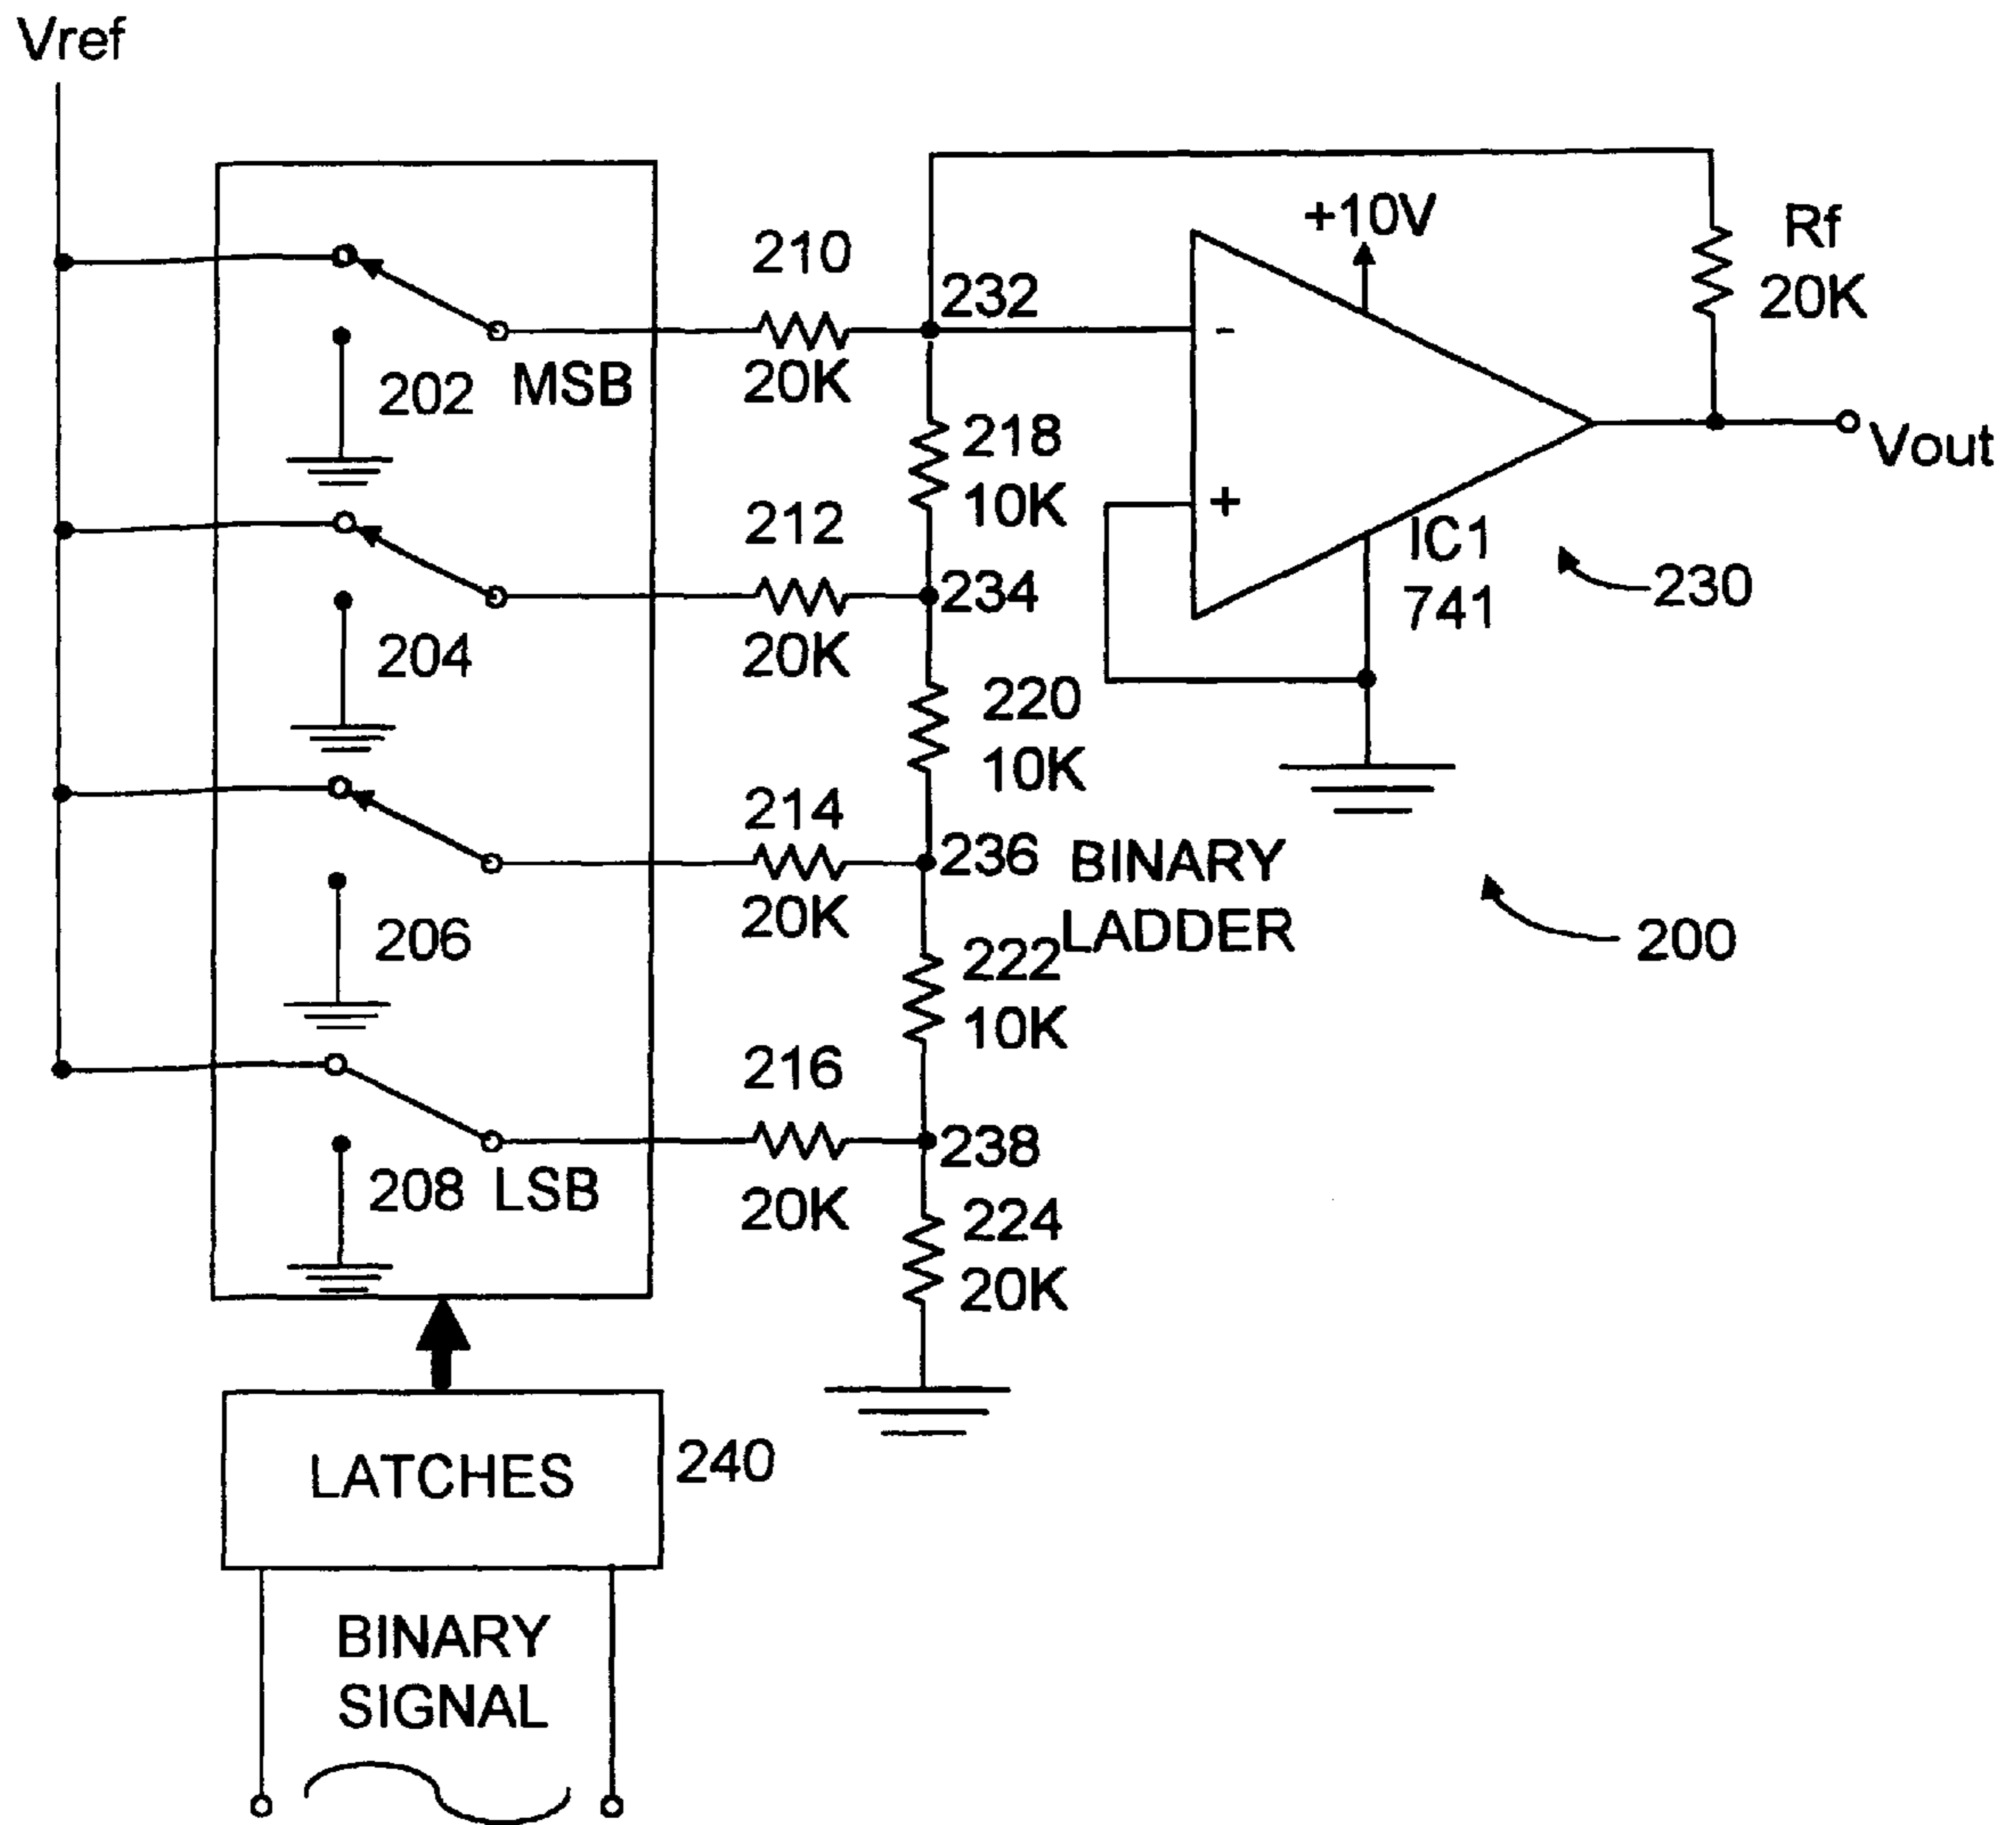 Vref
+10V
Rf
20K
210
20K
232
-
202 MSB
218
10K
Vout
212
20K
+
IC1
741
234
230
204
220
10K
214
20K
236
BINARY
LADDER
206
222
10K
200
216
20K
238
208 LSB
224
20K
LATCHES
240
BINARY
SIGNAL